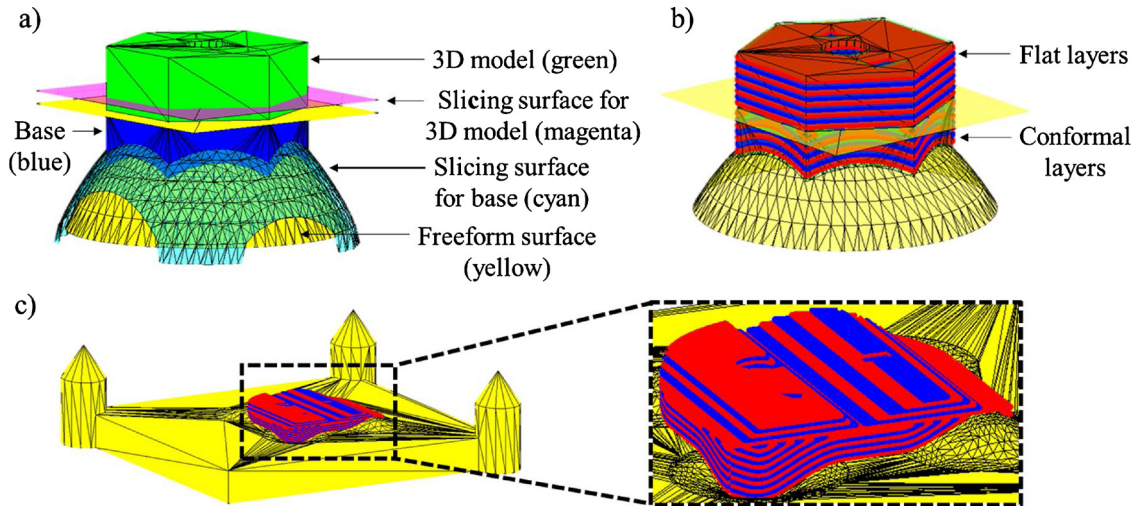 a)
3D model (green)
Slicing surface for
3D model (magenta)
Base
(blue)
Slicing surface
for base (cyan)
Freeform surface
(yellow)
b)
Flat layers
Conformal
layers
c)